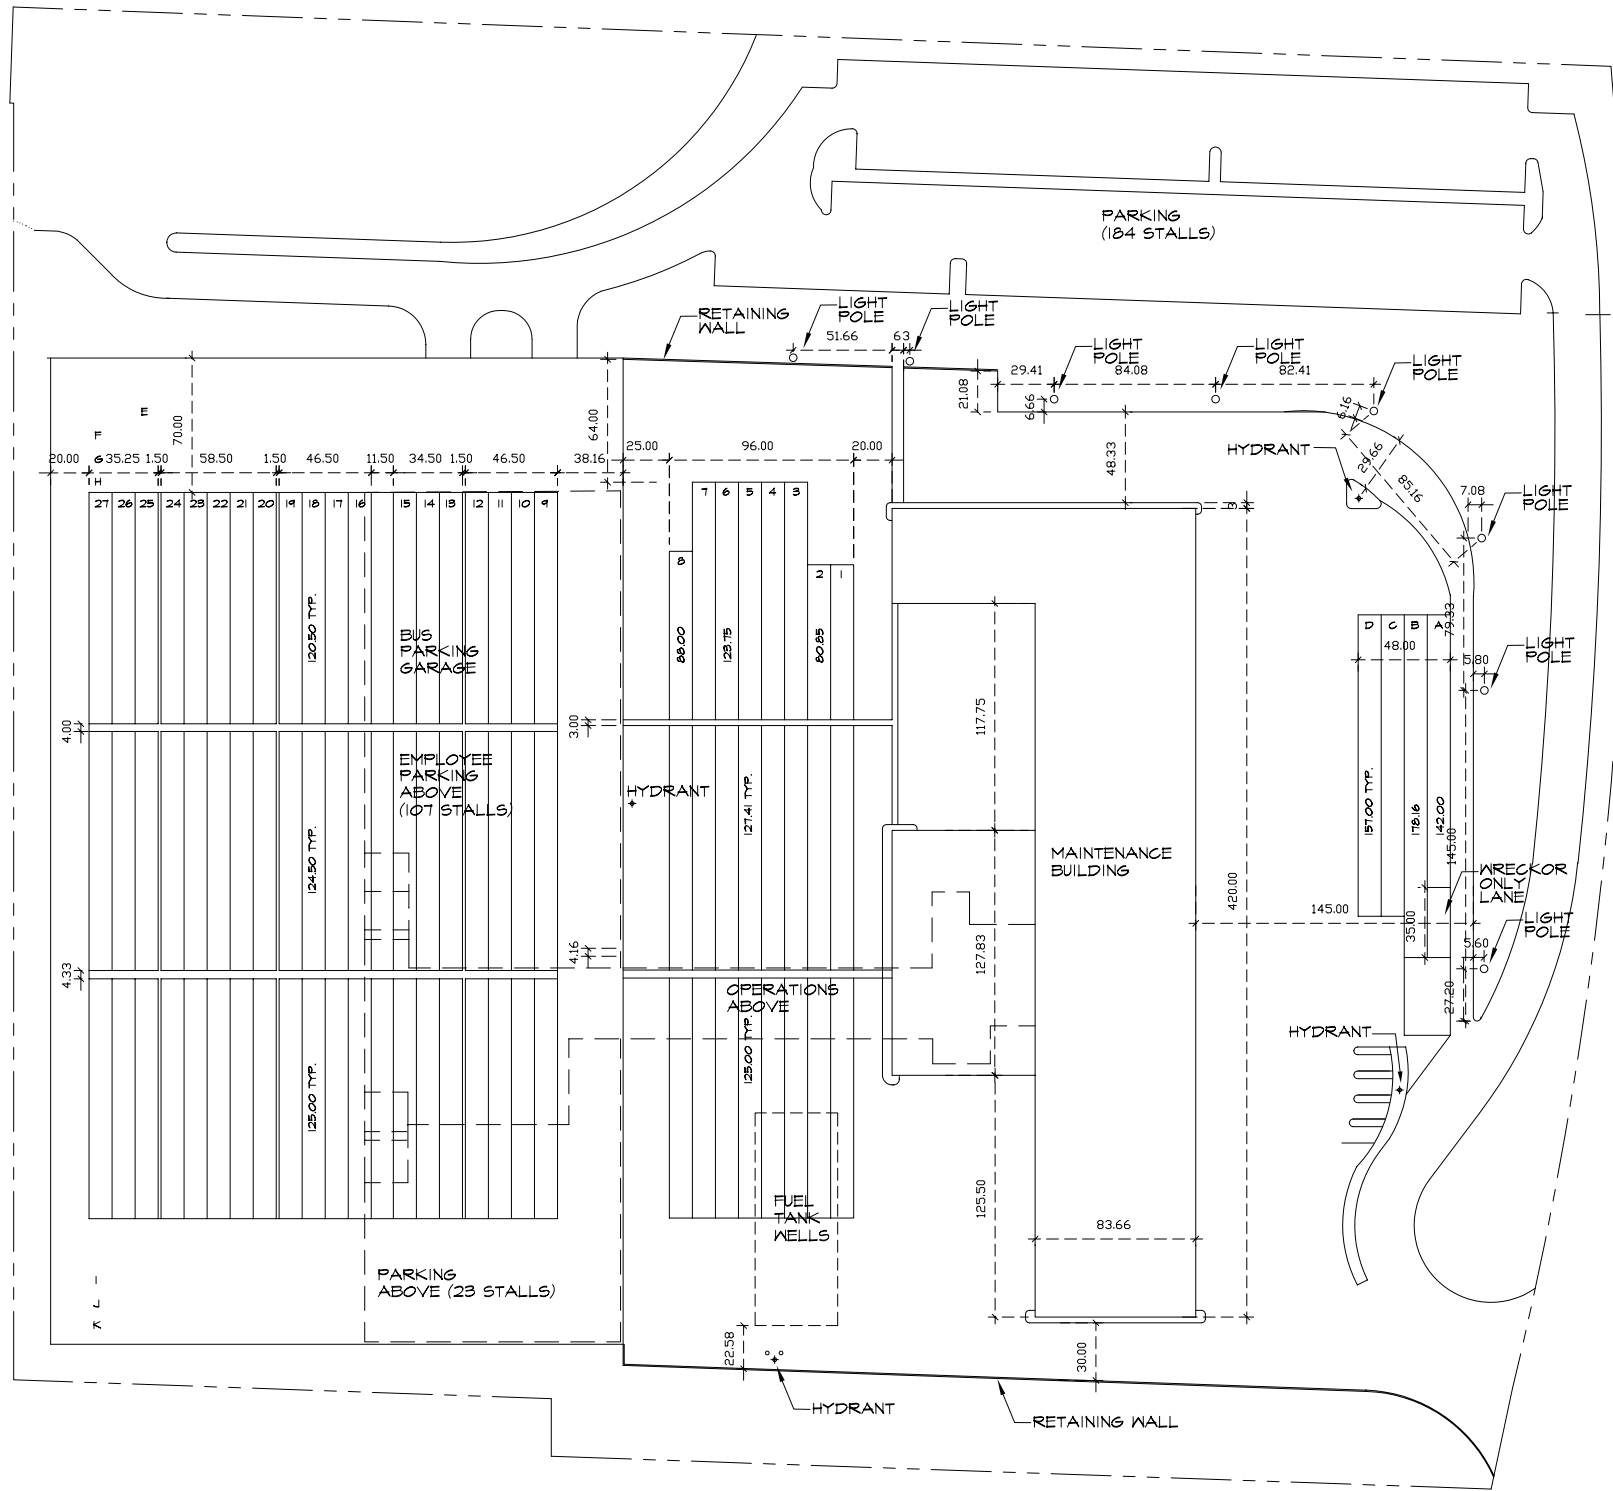 PARKING
(184 STALLS)
RETAINING
WALL
LIGHT
POLE
LIGHT
POLE
51.66
63
LIGHT
POLE
LIGHT
POLE
LIGHT
POLE
29.41
84.08
82.41
21.08
6.66
6.16
48.33
29.66
85.16
HYDRANT
7.08
LIGHT
POLE
E
F
G
H
70.00
64.00
20.00
35.25
1.50
58.50
1.50
46.50
11.50
34.50
1.50
46.50
38.16
25.00
96.00
20.00
27
26
25
24
23
22
21
20
19
18
17
16
15
14
13
12
11
10
9
7
6
5
4
3
8
2
1
3
120.50 TYP.
BUS
PARKING
GARAGE
88.00
123.75
80.85
D
C
B
A
48.00
79.33
5.80
LIGHT
POLE
117.75
4.00
3.00
EMPLOYEE
PARKING
ABOVE
(107 STALLS)
HYDRANT
124.50 TYP.
127.41 TYP.
157.00 TYP.
178.16
142.00
145.00
MAINTENANCE
BUILDING
420.00
WRECKOR
ONLY
LANE
145.00
35.00
LIGHT
POLE
5.60
127.83
4.33
4.16
OPERATIONS
ABOVE
27.20
HYDRANT
125.00 TYP.
125.00 TYP.
125.50
FUEL
TANK
WELLS
83.66
PARKING
ABOVE (23 STALLS)
I
J
K
22.58
30.00
HYDRANT
RETAINING WALL